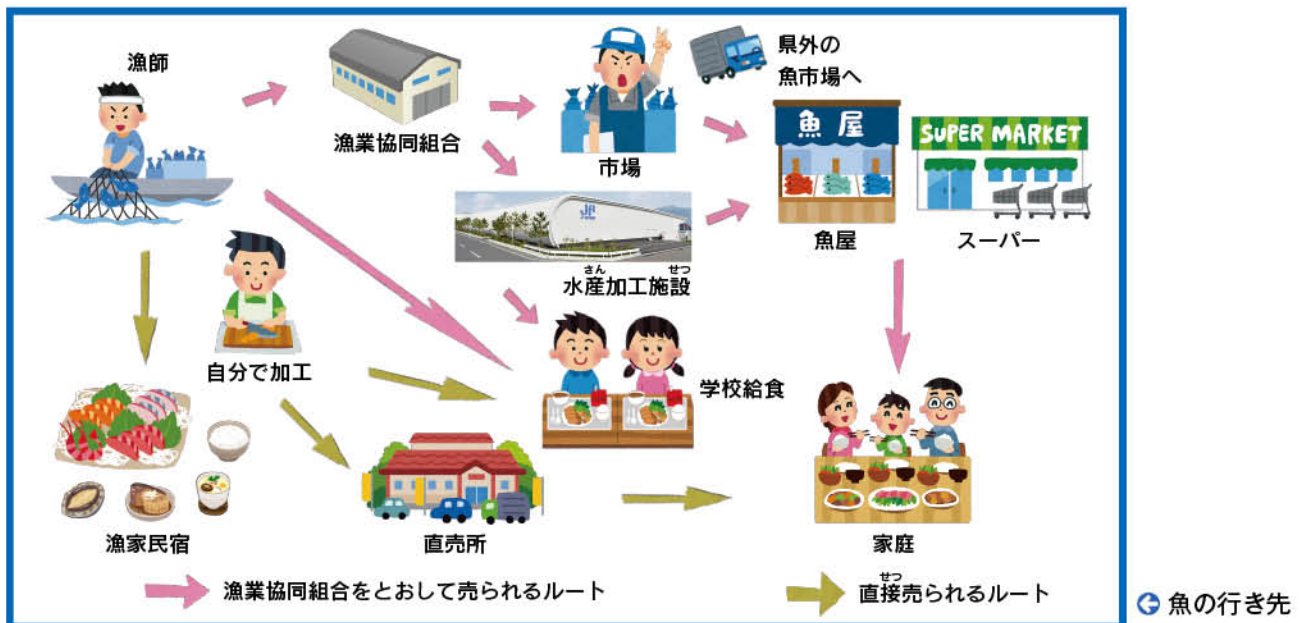 漁師
漁業協同組合
市場
県外の
魚市場へ
魚屋
SUPER MARKET
魚屋
スーパー
JF
さん せつ
水産加工施設
自分で加工
学校給食
漁家民宿
直売所
家庭
漁業協同組合をとおして売られるルート
せつ
直接売られるルート
魚の行き先